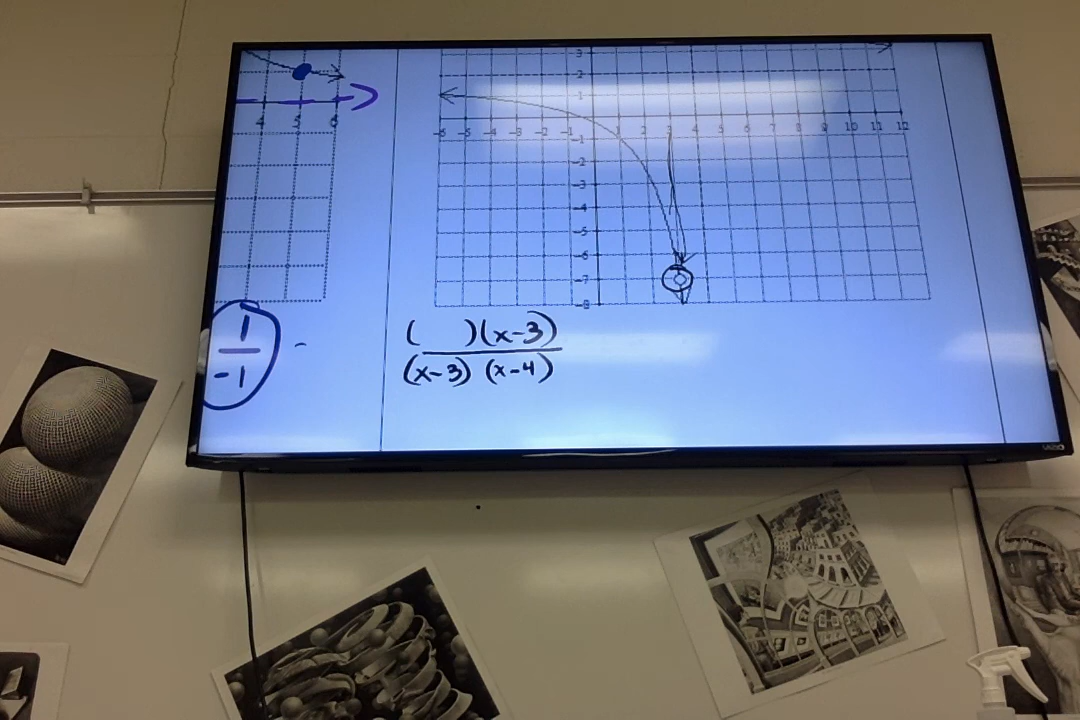 3
2
1
4 5 6
-6 -5 -4 -3 -2 -1 1 2 3 4 5 6 7 8 9 10 11 12
-1
-2
-3
-4
-5
-6
-7
-8
1
-1
-
( )(x-3)
(x-3) (x-4)
VIZIO